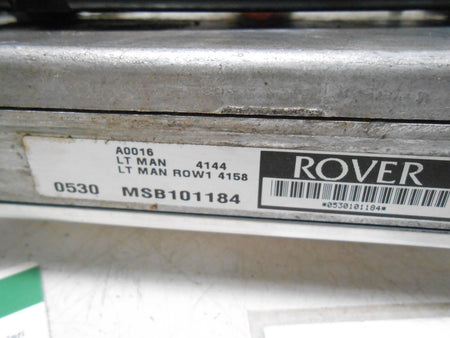 A0016
LT MAN 4144
LT MAN ROW1 4158
0530 MSB101184
ROVER
*0530101184*